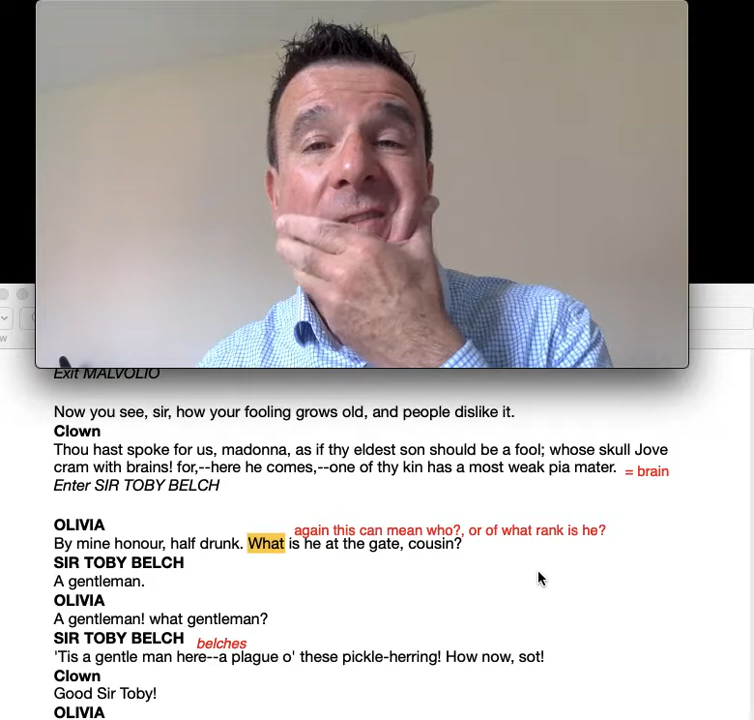 Exit MALVOLIO
Now you see, sir, how your fooling grows old, and people dislike it.
Clown
Thou hast spoke for us, madonna, as if thy eldest son should be a fool; whose skull Jove
cram with brains! for,--here he comes,--one of thy kin has a most weak pia mater. = brain
Enter SIR TOBY BELCH
OLIVIA
again this can mean who?, or of what rank is he?
By mine honour, half drunk. What is he at the gate, cousin?
SIR TOBY BELCH
A gentleman.
OLIVIA
A gentleman! what gentleman?
SIR TOBY BELCH belches
'Tis a gentle man here--a plague o' these pickle-herring! How now, sot!
Clown
Good Sir Toby!
OLIVIA